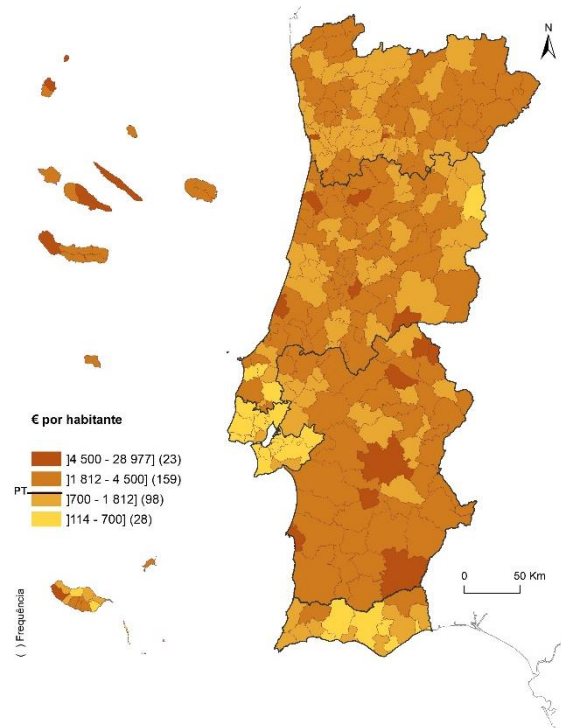 N
€ por habitante
]4 500 - 28 977] (23)
]1 812 - 4 500] (159)
PT
]700 - 1 812] (98)
]114 - 700] (28)
0 50 Km
( ) Frequência